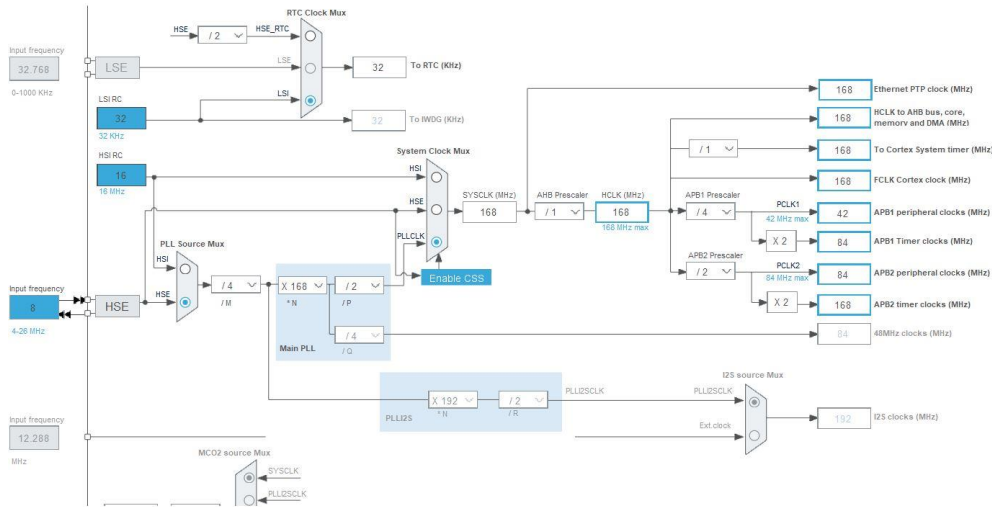 RTC Clock Mux
HSE
/ 2
HSE_RTC
Input frequency
32.768
0-1000 KHz
LSE
LSE
32
To RTC (KHz)
LSI RC
32
32 KHz
LSI
32
To IWDG (KHz)
HSI RC
16
16 MHz
System Clock Mux
HSI
HSE
PLLCLK
Enable CSS
SYSCLK (MHz)
168
AHB Prescaler
/ 1
HCLK (MHz)
168
168 MHz max
168
Ethernet PTP clock (MHz)
168
HCLK to AHB bus, core,
memory and DMA (MHz)
/ 1
168
To Cortex System timer (MHz)
168
FCLK Cortex clock (MHz)
APB1 Prescaler
/ 4
PCLK1
42 MHz max
42
APB1 peripheral clocks (MHz)
X 2
84
APB1 Timer clocks (MHz)
APB2 Prescaler
/ 2
PCLK2
84 MHz max
84
APB2 peripheral clocks (MHz)
X 2
168
APB2 timer clocks (MHz)
84
48MHz clocks (MHz)
PLL Source Mux
HSI
HSE
Input frequency
8
4-26 MHz
HSE
/ 4
/ M
X 168
* N
/ 2
/ P
/ 4
/ Q
Main PLL
PLLI2S
X 192
* N
/ 2
/ R
PLLI2SCLK
I2S source Mux
PLLI2SCLK
Ext.clock
192
I2S clocks (MHz)
Input frequency
12.288
MHz
MCO2 source Mux
SYSCLK
PLLI2SCLK